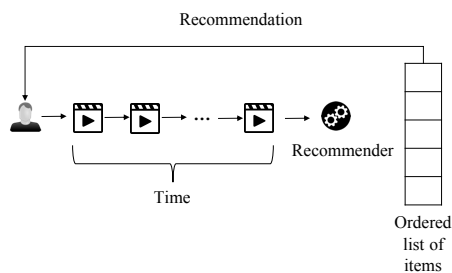 Recommendation
...
Recommender
Time
Ordered
list of
items